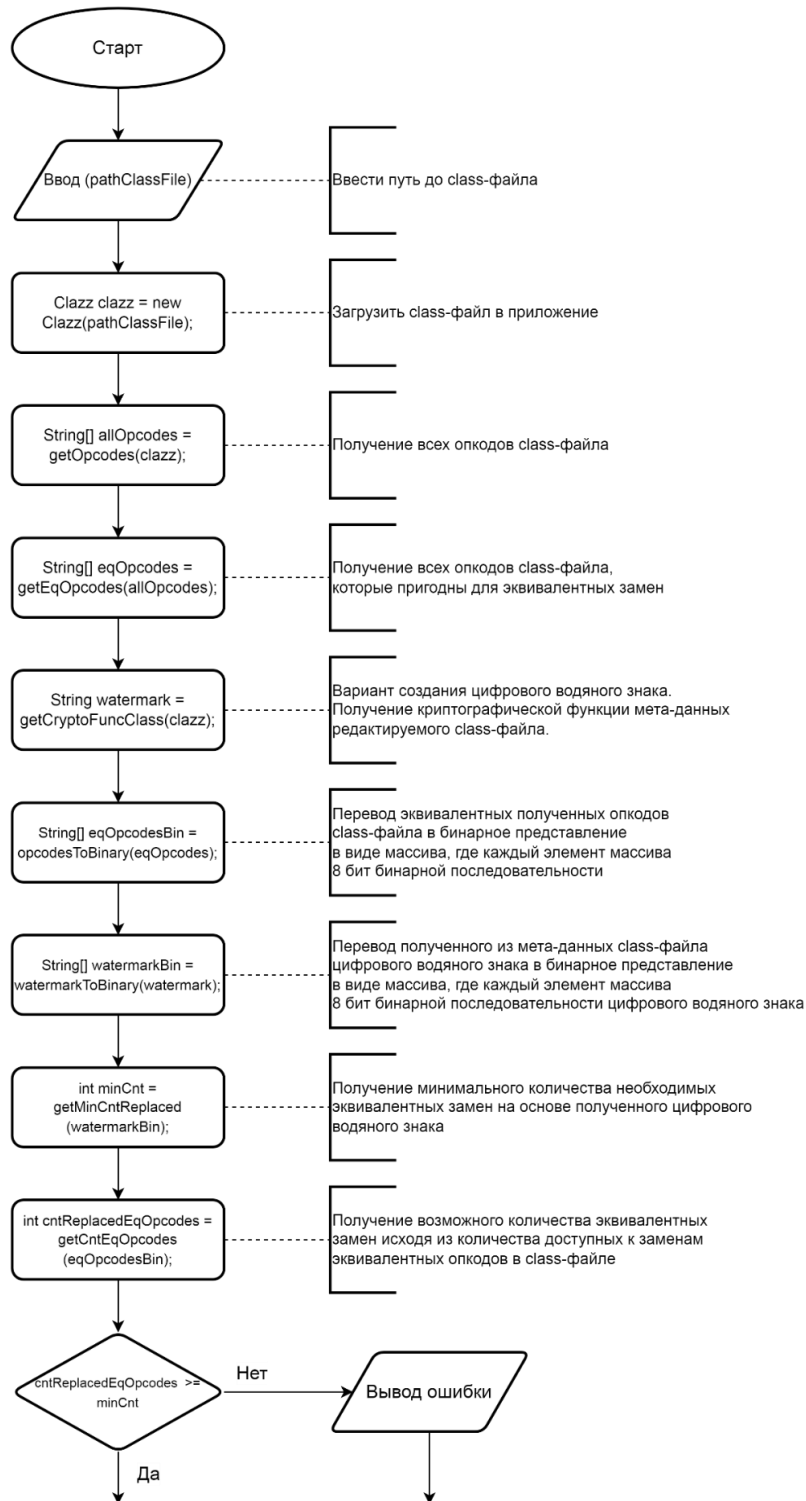 Старт
Ввод (pathClassFile)
Ввести путь до class-файла
Clazz clazz = new
Clazz(pathClassFile);
Загрузить class-файл в приложение
String[] allOpcodes =
getOpcodes(clazz);
Получение всех опкодов class-файла
String[] eqOpcodes =
getEqOpcodes(allOpcodes);
Получение всех опкодов class-файла,
которые пригодны для эквивалентных замен
String watermark =
getCryptoFuncClass(clazz);
Вариант создания цифрового водяного знака.
Получение криптографической функции мета-данных
редактируемого class-файла.
String[] eqOpcodesBin =
opcodesToBinary(eqOpcodes);
Перевод эквивалентных полученных опкодов
class-файла в бинарное представление
в виде массива, где каждый элемент массива
8 бит бинарной последовательности
String[] watermarkBin =
watermarkToBinary(watermark);
Перевод полученного из мета-данных class-файла
цифрового водяного знака в бинарное представление
в виде массива, где каждый элемент массива
8 бит бинарной последовательности цифрового водяного знака
int minCnt =
getMinCntReplaced
(watermarkBin);
Получение минимального количества необходимых
эквивалентных замен на основе полученного цифрового
водяного знака
int cntReplacedEqOpcodes =
getCntEqOpcodes
(eqOpcodesBin);
Получение возможного количества эквивалентных
замен исходя из количества доступных к заменам
эквивалентных опкодов в class-файле
cntReplacedEqOpcodes >=
minCnt
Нет
Вывод ошибки
Да